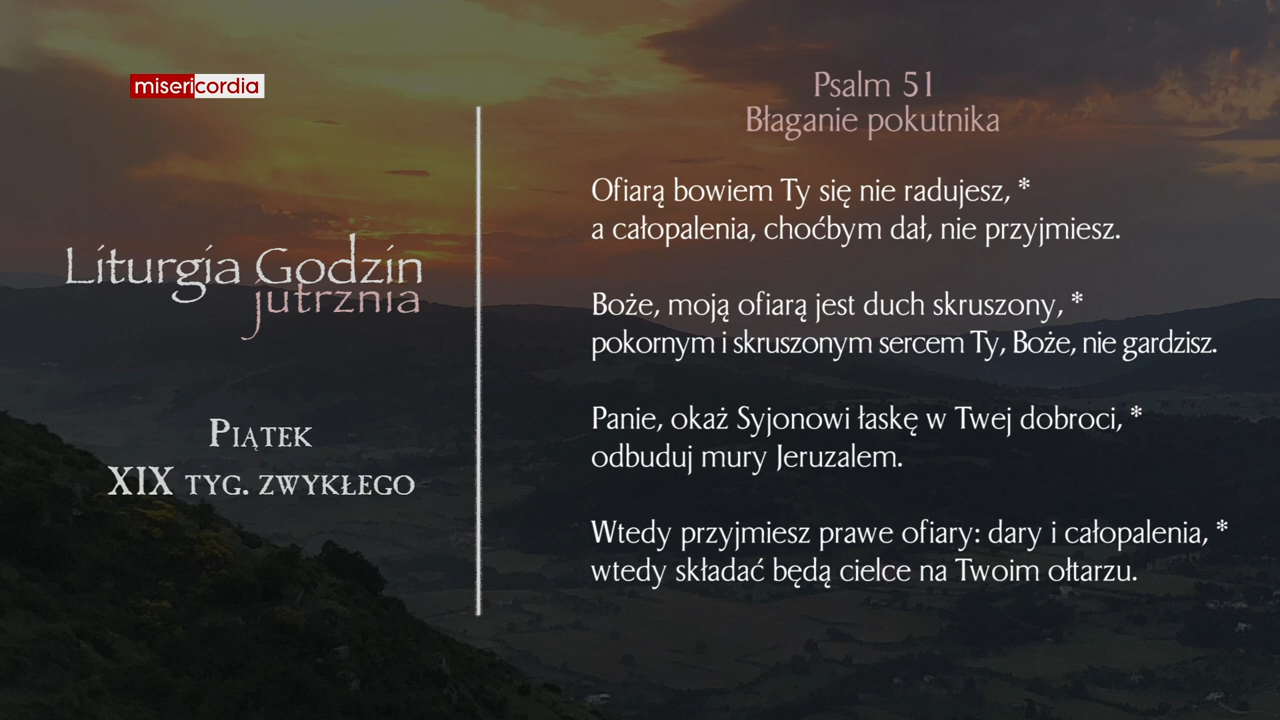 misericordia
Liturgia Godzin
jutrznia
Piątek
XIX tyg. zwykłego
Psalm 51
Błaganie pokutnika
Ofiarą bowiem Ty się nie radujesz, *
a całopalenia, choćbym dał, nie przyjmiesz.
Boże, moją ofiarą jest duch skruszony, *
pokornym i skruszonym sercem Ty, Boże, nie gardzisz.
Panie, okaż Syjonowi łaskę w Twej dobroci, *
odbuduj mury Jeruzalem.
Wtedy przyjmiesz prawe ofiary: dary i całopalenia, *
wtedy składać będą cielce na Twoim ołtarzu.